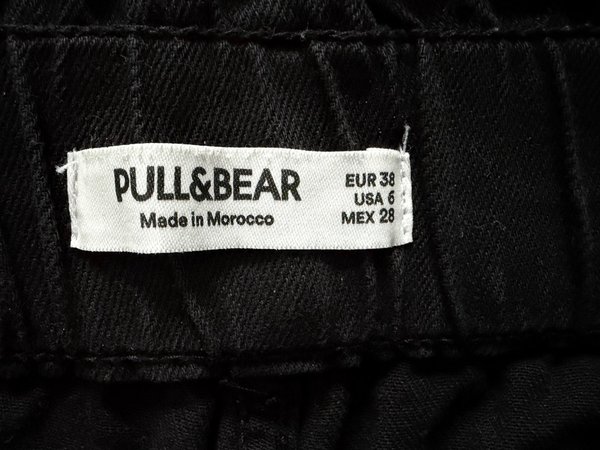 PULL&BEAR
Made in Morocco
EUR 38
USA 6
MEX 28